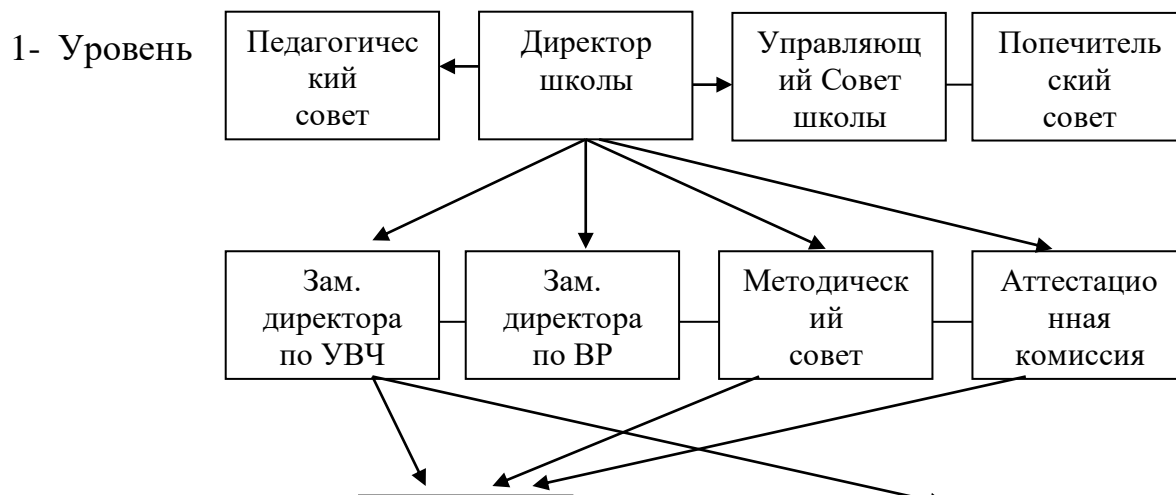 1- Уровень
Педагогичес
кий
совет
Директор
школы
Управляющ
ий Совет
школы
Попечитель
ский
совет
Зам.
директора
по УВЧ
Зам.
директора
по ВР
Методическ
ий
совет
Аттестацио
нная
комиссия